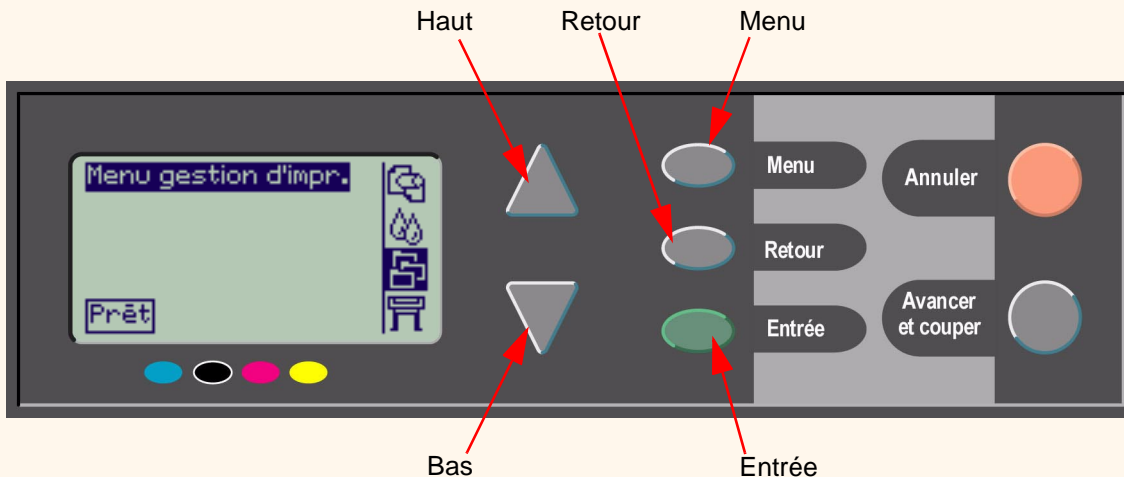 Haut Retour Menu
Menu gestion d'impr.
Prêt
Menu
Retour
Entrée
Annuler
Avancer
et couper
Bas Entrée